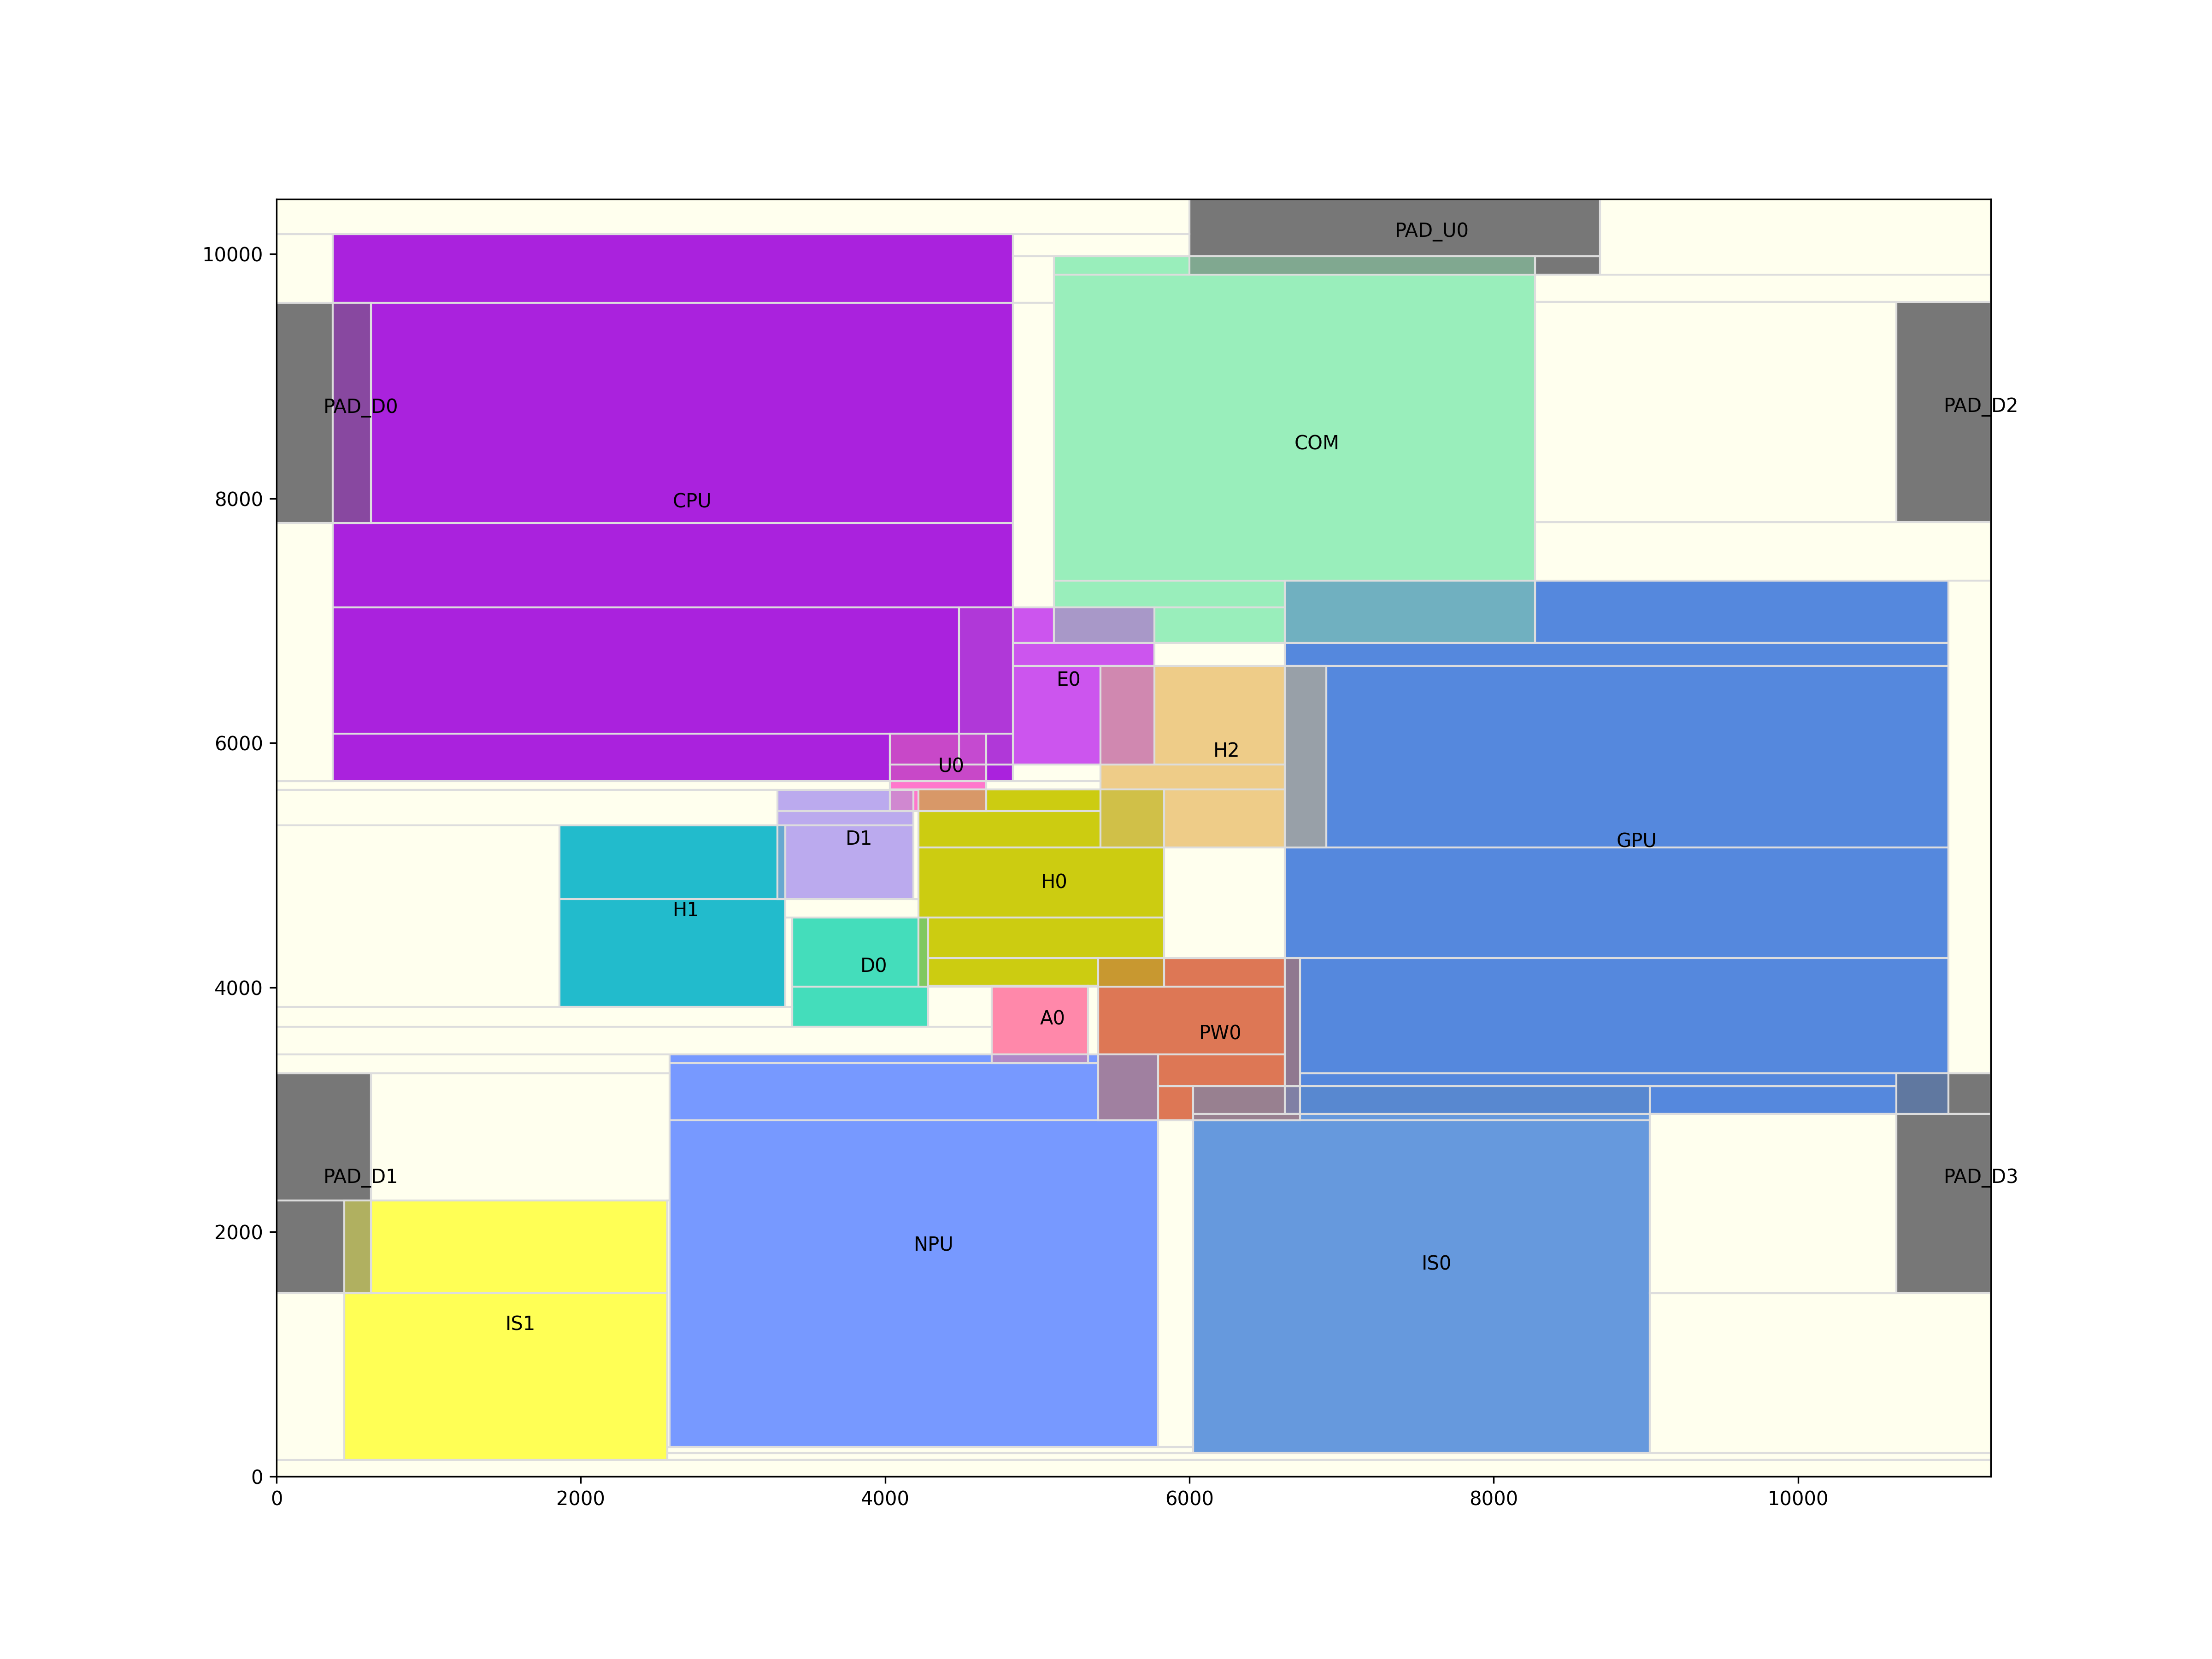 PAD_U0
10000
PAD_D0
PAD_D2
COM
8000
CPU
E0
6000
H2
U0
D1
GPU
H0
H1
D0
4000
A0
PW0
PAD_D1
PAD_D3
2000
NPU
IS0
IS1
0
0 2000 4000 6000 8000 10000